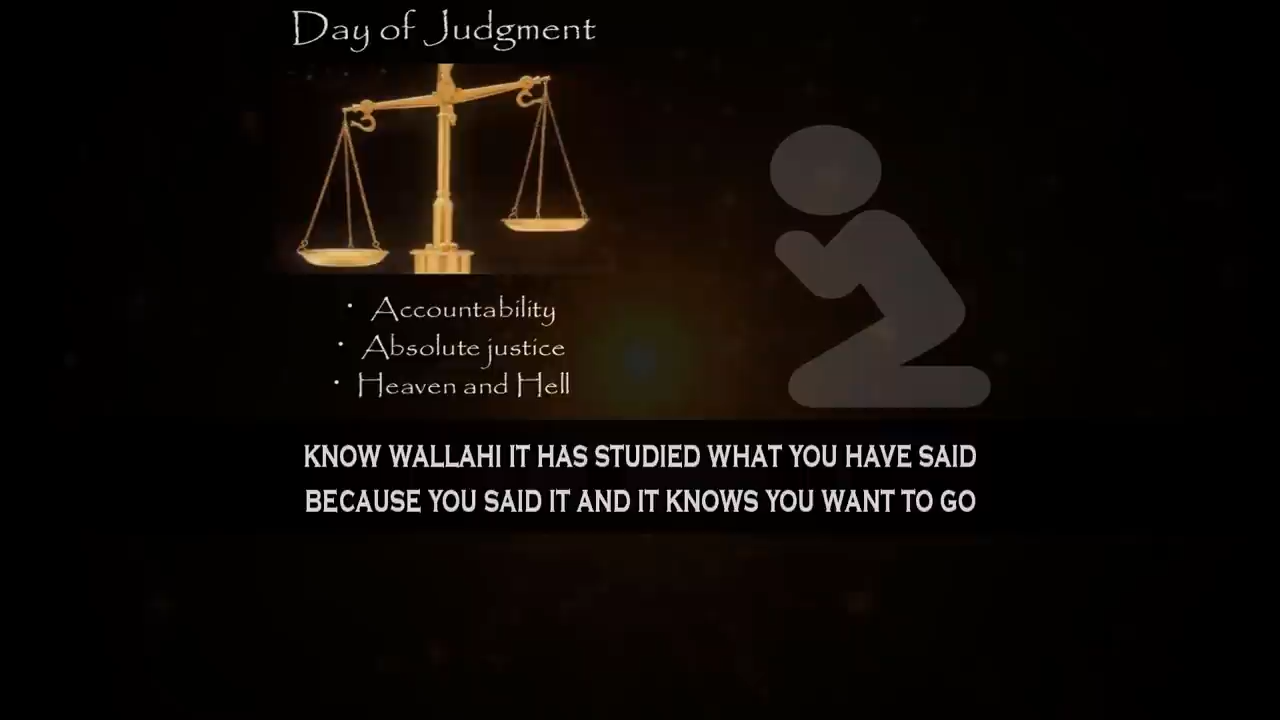 Day of Judgment
• Accountability
• Absolute justice
• Heaven and Hell
KNOW WALLAHI IT HAS STUDIED WHAT YOU HAVE SAID
BECAUSE YOU SAID IT AND IT KNOWS YOU WANT TO GO